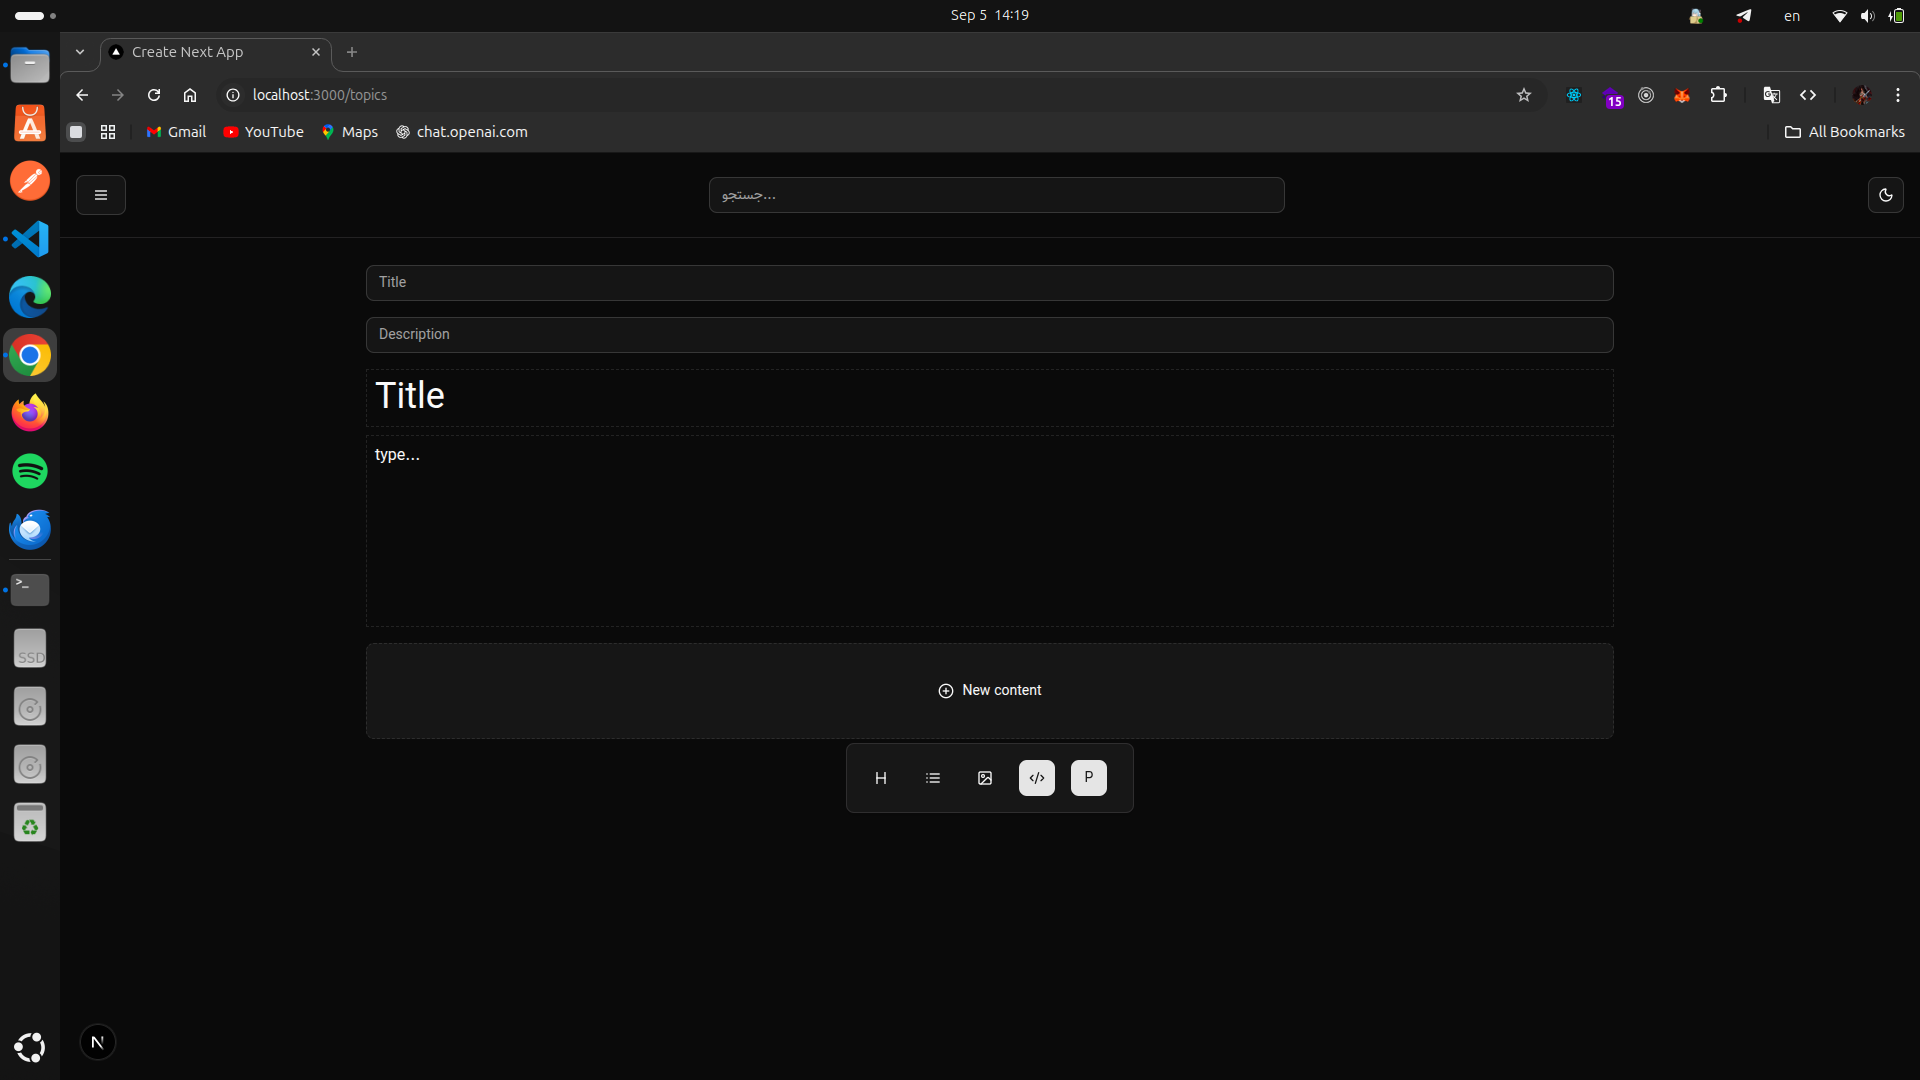 Sep 5 14:19
en
Create Next App
localhost:3000/topics
15
Gmail
YouTube
Maps
chat.openai.com
All Bookmarks
جستجو...
Title
Description
Title
type...
New content
H
P
>_
SSD
N